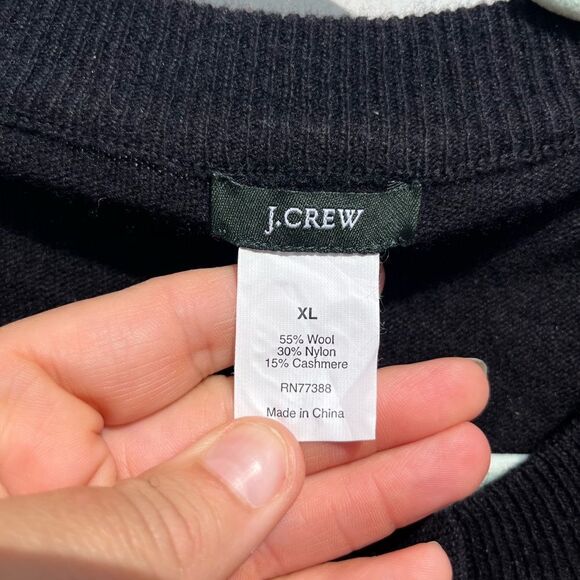 J.CREW
XL
55% Wool
30% Nylon
15% Cashmere
RN77388
Made in China